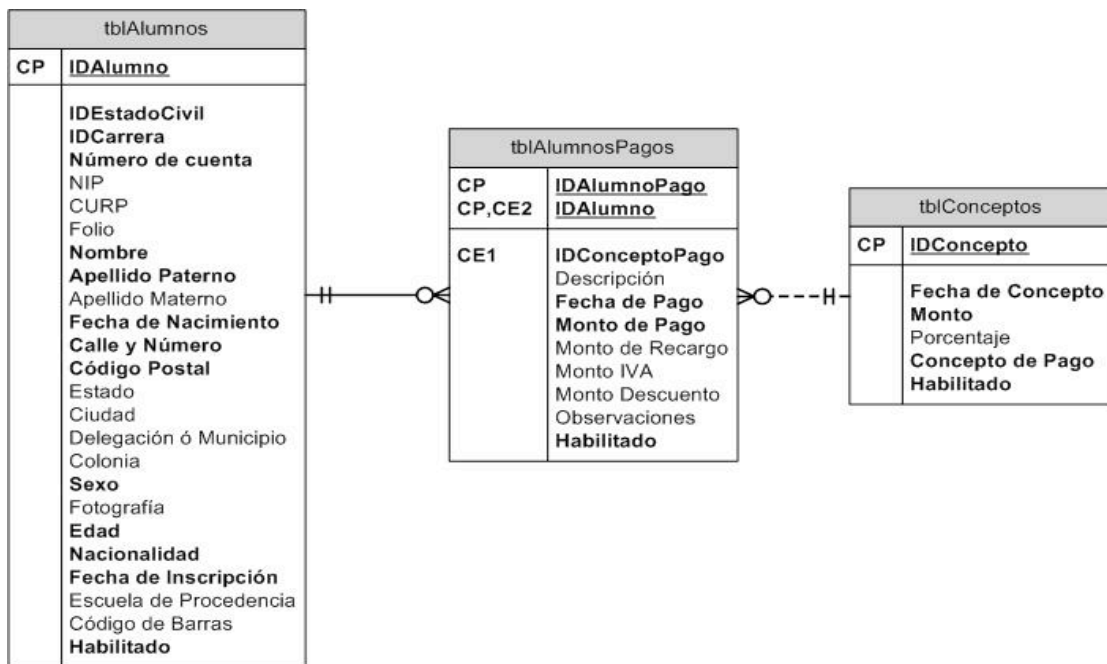 tblAlumnos
CP IDAlumno
IDEstadoCivil
IDCarrera
Número de cuenta
NIP
CURP
Folio
Nombre
Apellido Paterno
Apellido Materno
Fecha de Nacimiento
Calle y Número
Código Postal
Estado
Ciudad
Delegación ó Municipio
Colonia
Sexo
Fotografía
Edad
Nacionalidad
Fecha de Inscripción
Escuela de Procedencia
Código de Barras
Habilitado
tblAlumnosPagos
CP IDAlumnoPago
CP,CE2 IDAlumno
CE1 IDConceptoPago
Descripción
Fecha de Pago
Monto de Pago
Monto de Recargo
Monto IVA
Monto Descuento
Observaciones
Habilitado
tblConceptos
CP IDConcepto
Fecha de Concepto
Monto
Porcentaje
Concepto de Pago
Habilitado